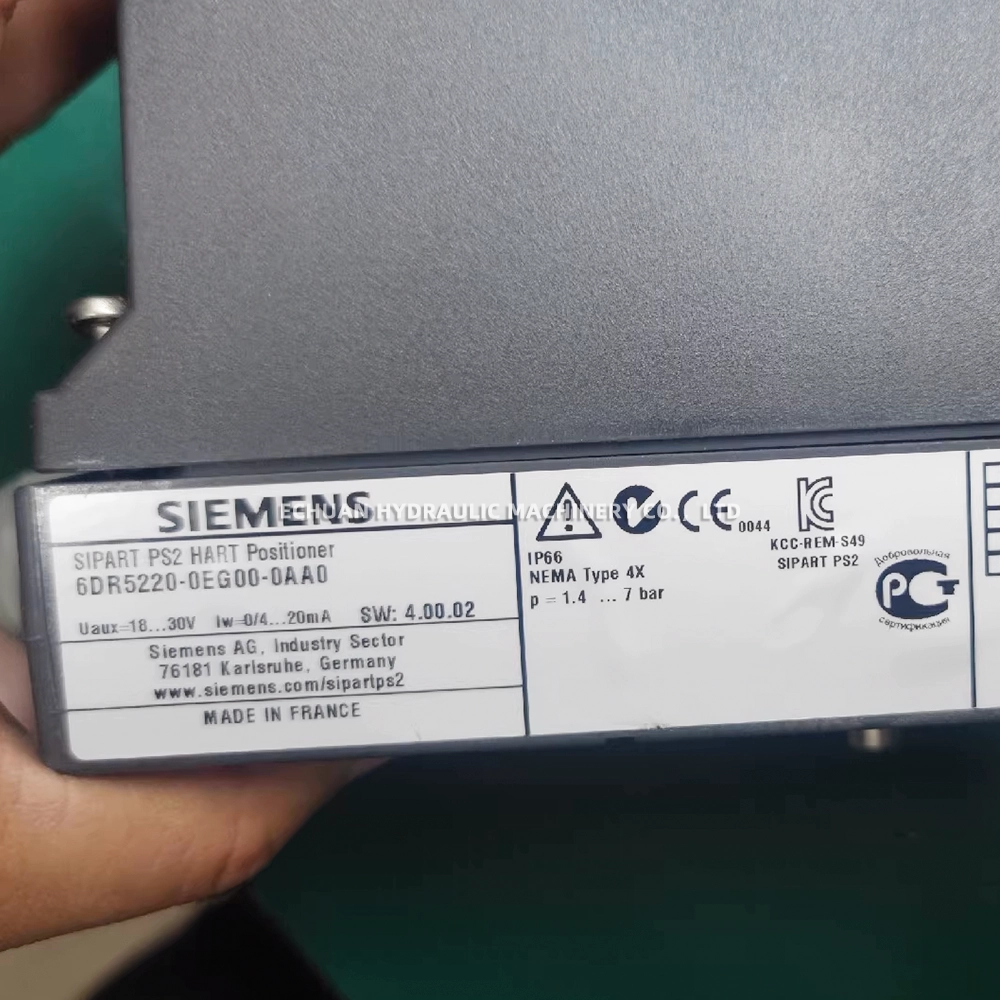 SIEMENS
ECHUAN HYDRAULIC MACHINERY CO., LTD
SIPART PS2 HART Positioner
6DR5220-0EG00-0AA0
Uaux=18...30V Iw=0/4...20mA SW: 4.00.02
Siemens AG, Industry Sector
76181 Karlsruhe, Germany
www.siemens.com/sipartps2
MADE IN FRANCE
CE 0044
KCC-REM-S49
SIPART PS2
IP66
NEMA Type 4X
p = 1.4 ... 7 bar
Добровольная
РСТ
сертификация